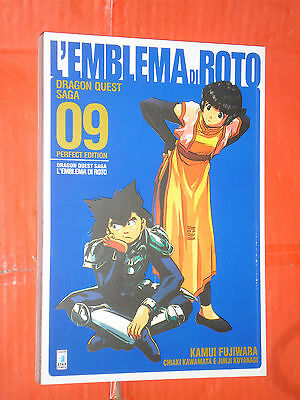 L'EMBLEMA DI ROTO
DRAGON QUEST
SAGA
09
PERFECT EDITION
DRAGON QUEST SAGA
L'EMBLEMA DI ROTO
KAMUI FUJIWARA
CHIAKI KAWAMATA E JUNJI KOYANAGI